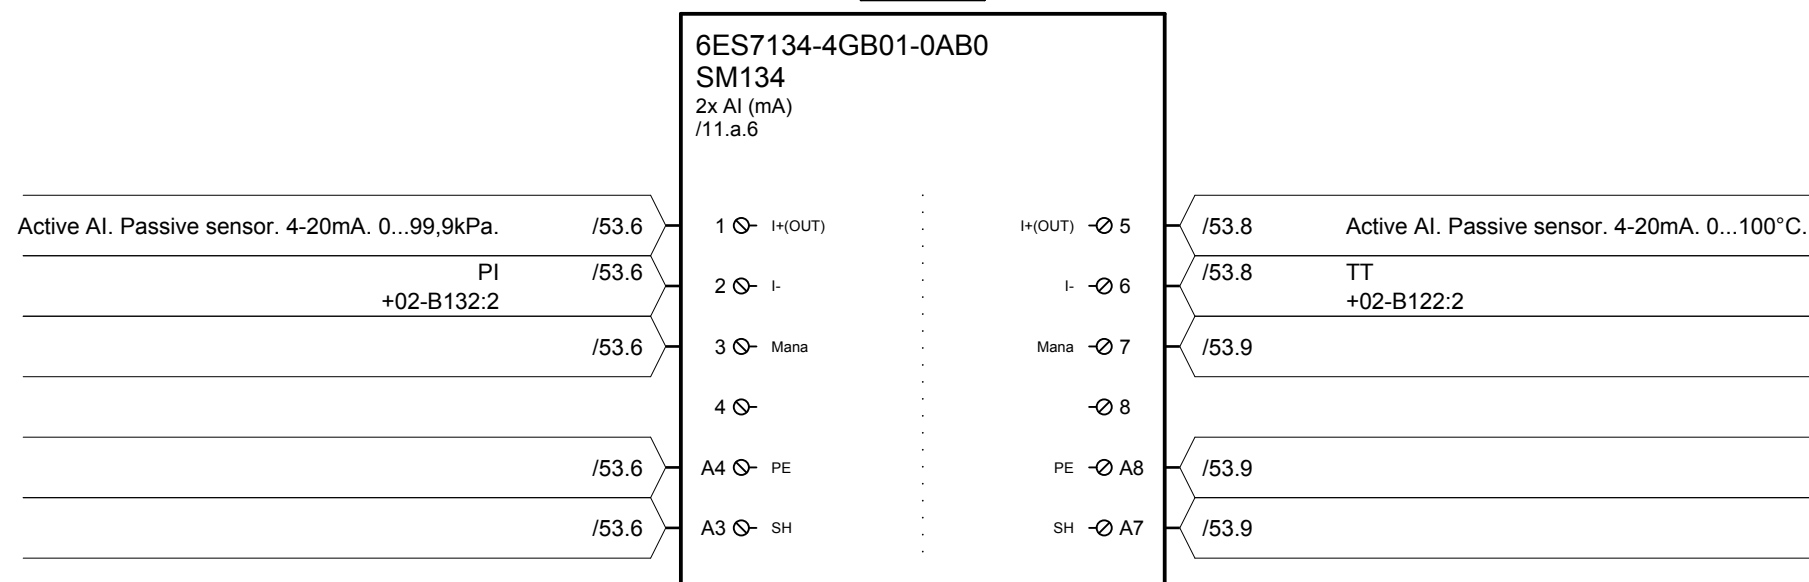 6ES7134-4GB01-0AB0
SM134
2x AI (mA)
/11.a.6
Active AI. Passive sensor. 4-20mA. 0...99,9kPa. /53.6 1 I+(OUT) I+(OUT) 5 /53.8 Active AI. Passive sensor. 4-20mA. 0...100°C.
PI /53.6 2 I- I- 6 /53.8 TT
+02-B132:2 +02-B122:2
/53.6 3 Mana Mana 7 /53.9
4 8
/53.6 A4 PE PE A8 /53.9
/53.6 A3 SH SH A7 /53.9